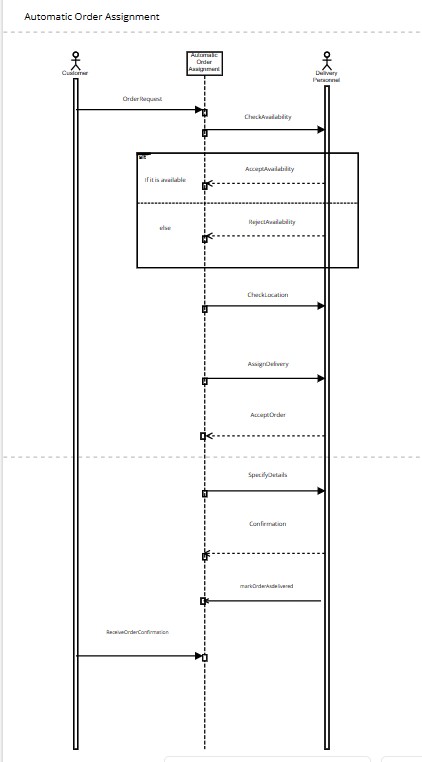 Automatic Order Assignment
Customer
Automatic
Order
Assignment
Delivery
Personnel
OrderRequest
CheckAvailability
AcceptAvailability
If it is available
RejectAvailability
else
CheckLocation
AssignDelivery
AcceptOrder
SpecifyDetails
Confirmation
markOrderAsdelivered
ReceiveOrderConfirmation